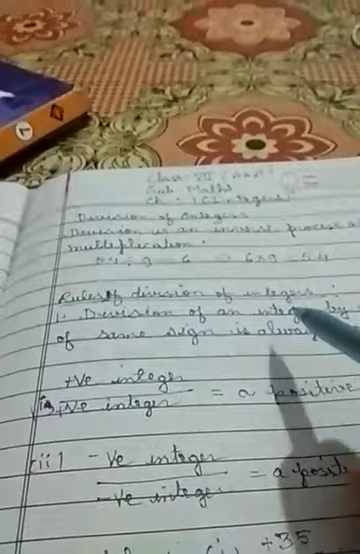 Class - VII
Sub : Maths
Ch - 1 (Integers)
Division of Integers
Division is an inverse process
multiplication.
54 ÷ 9 = 6 6×9 = 54
Rules of division of integers :
1. Division of an integer by
of same sign is always
+ve integer
+ve integer = a positive
(ii) -ve integer
-ve intege = a positi
+35